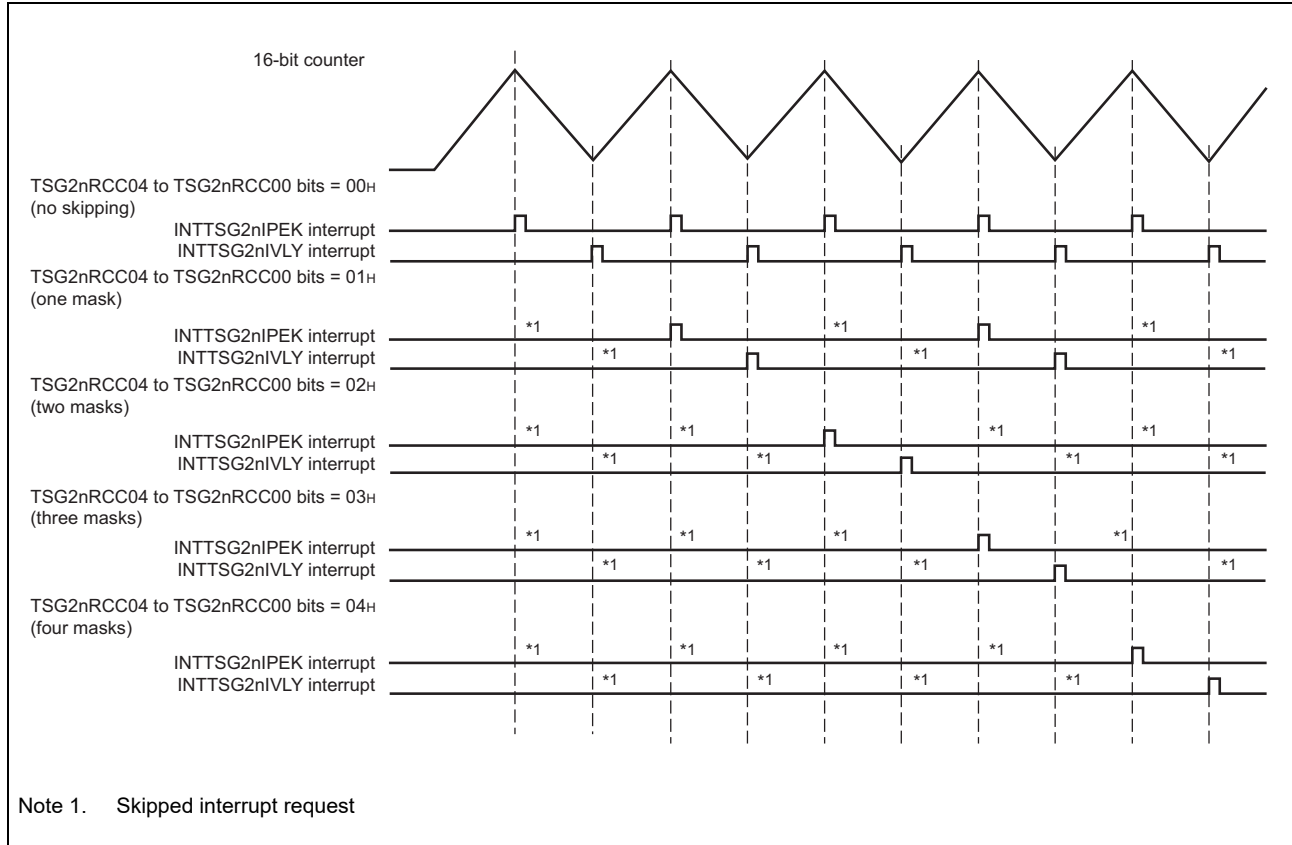 16-bit counter
TSG2nRCC04 to TSG2nRCC00 bits = 00H
(no skipping)
INTTSG2nIPEK interrupt
INTTSG2nIVLY interrupt
TSG2nRCC04 to TSG2nRCC00 bits = 01H
(one mask)
INTTSG2nIPEK interrupt *1 *1 *1
INTTSG2nIVLY interrupt *1 *1 *1
TSG2nRCC04 to TSG2nRCC00 bits = 02H
(two masks)
INTTSG2nIPEK interrupt *1 *1 *1 *1
INTTSG2nIVLY interrupt *1 *1 *1 *1
TSG2nRCC04 to TSG2nRCC00 bits = 03H
(three masks)
INTTSG2nIPEK interrupt *1 *1 *1 *1
INTTSG2nIVLY interrupt *1 *1 *1 *1
TSG2nRCC04 to TSG2nRCC00 bits = 04H
(four masks)
INTTSG2nIPEK interrupt *1 *1 *1 *1
INTTSG2nIVLY interrupt *1 *1 *1 *1
Note 1. Skipped interrupt request